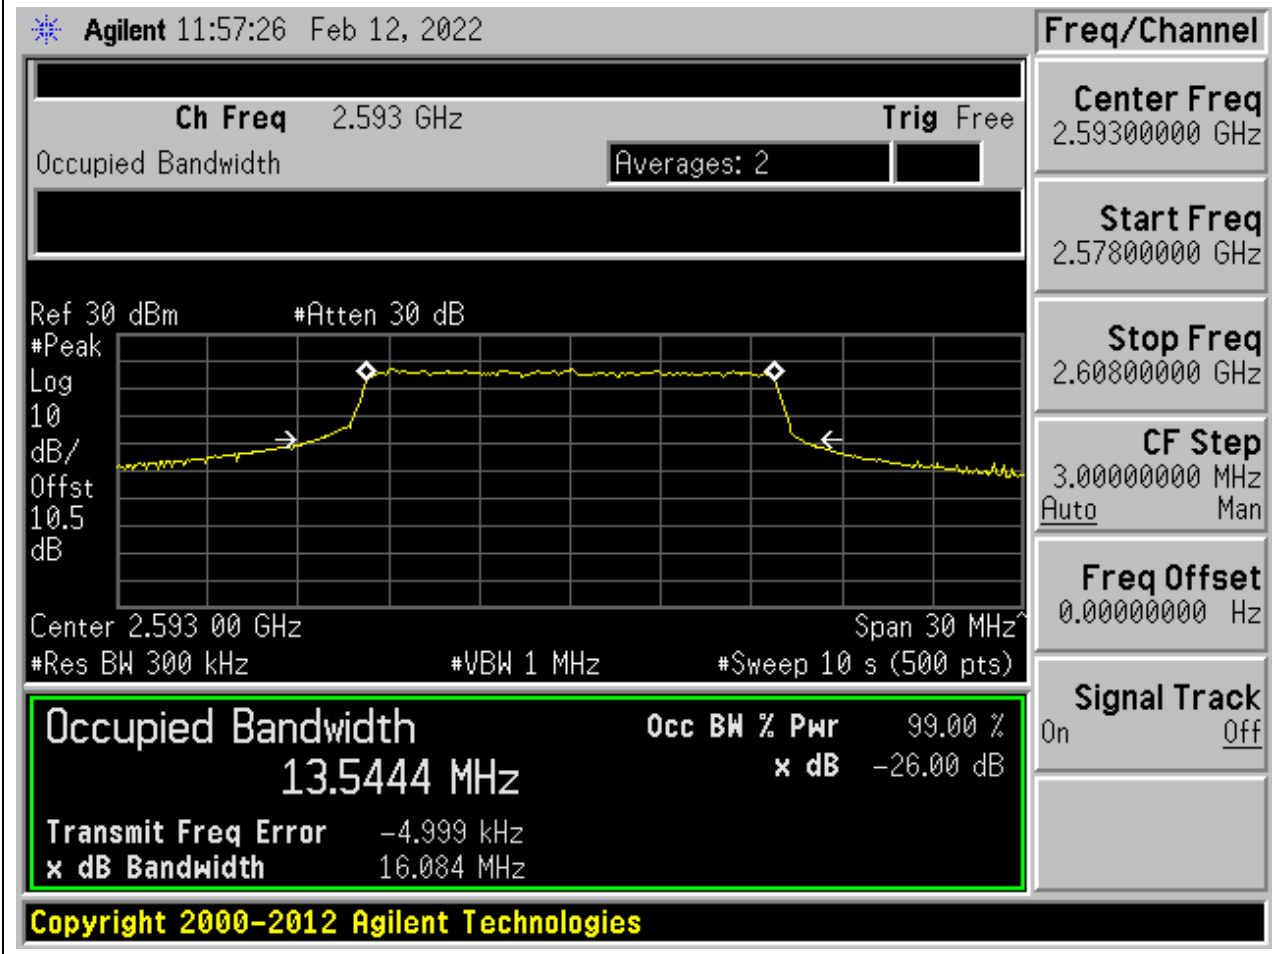 Agilent 11:57:26 Feb 12, 2022
Freq/Channel
Ch Freq 2.593 GHz Trig Free
Occupied Bandwidth Averages: 2
Center Freq
2.59300000 GHz
Start Freq
2.57800000 GHz
Stop Freq
2.60800000 GHz
CF Step
3.00000000 MHz
Auto Man
Freq Offset
0.00000000 Hz
Signal Track
On Off
Ref 30 dBm #Atten 30 dB
#Peak
Log
10
dB/
Offst
10.5
dB
Center 2.593 00 GHz Span 30 MHz^
#Res BW 300 kHz #VBW 1 MHz #Sweep 10 s (500 pts)
Occupied Bandwidth Occ BW % Pwr 99.00 %
13.5444 MHz x dB -26.00 dB
Transmit Freq Error -4.999 kHz
x dB Bandwidth 16.084 MHz
Copyright 2000-2012 Agilent Technologies